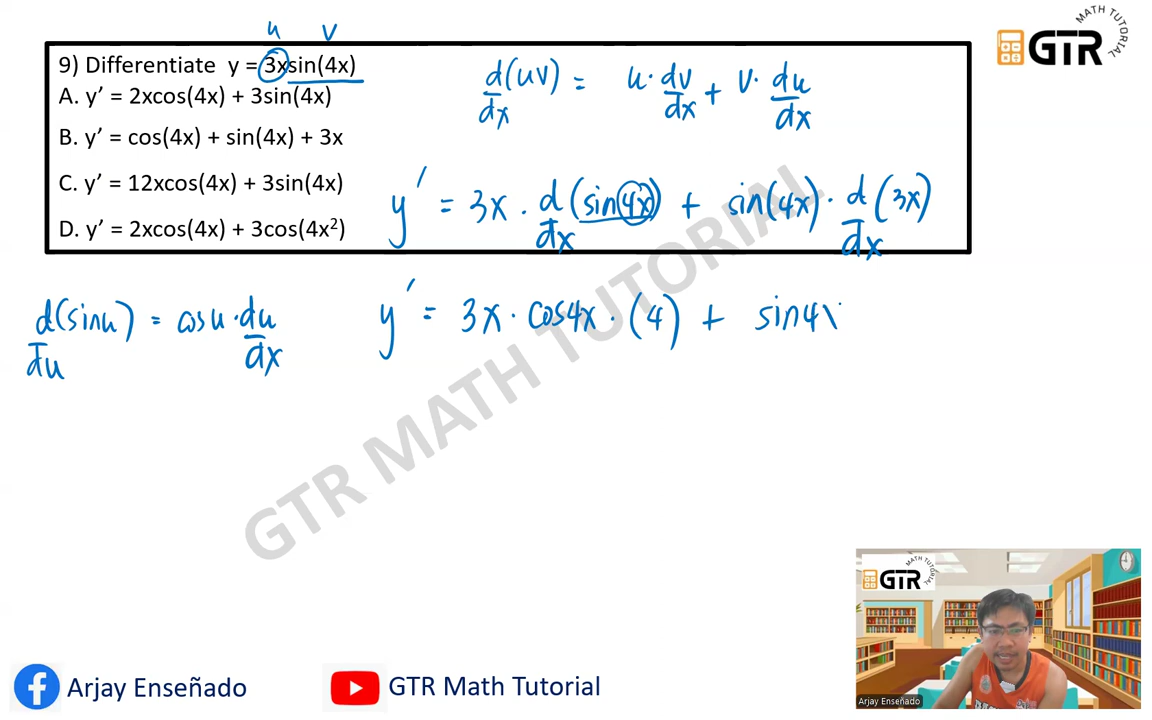 u v
9) Differentiate y = 3xsin(4x)
A. y’ = 2xcos(4x) + 3sin(4x)
B. y’ = cos(4x) + sin(4x) + 3x
C. y’ = 12xcos(4x) + 3sin(4x)
D. y’ = 2xcos(4x) + 3cos(4x²)
d/dx (uv) = u · dv/dx + v · du/dx
y' = 3x · d/dx (sin(4x)) + sin(4x) · d/dx (3x)
d/du (sinu) = cosu · du/dx
y' = 3x · cos4x · (4) + sin4x
GTR MATH TUTORIAL
GTR
MATH TUTORIAL
GTR
MATH TUTORIAL
Arjay Enseñado
Arjay Enseñado
GTR Math Tutorial